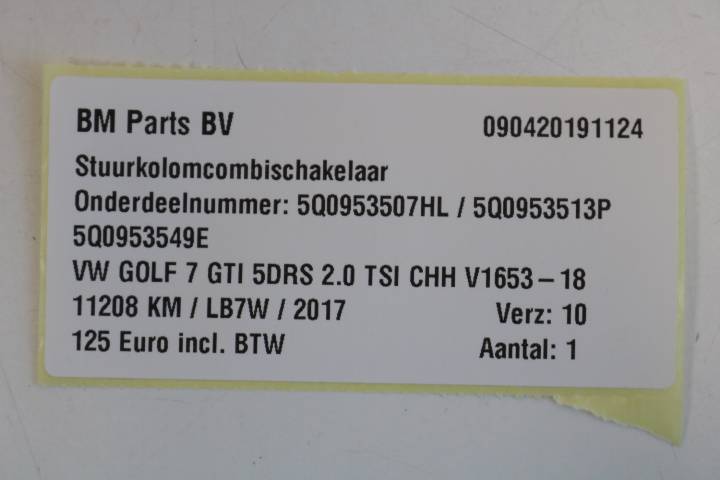 BM Parts BV 090420191124
Stuurkolomcombischakelaar
Onderdeelnummer: 5Q0953507HL / 5Q0953513P
5Q0953549E
VW GOLF 7 GTI 5DRS 2.0 TSI CHH V1653 – 18
11208 KM / LB7W / 2017 Verz: 10
125 Euro incl. BTW Aantal: 1